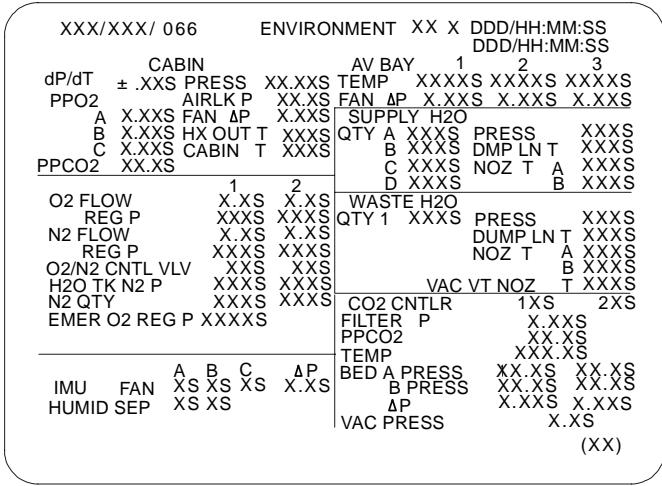 XXX/XXX/ 066 ENVIRONMENT XX X DDD/HH:MM:SS
DDD/HH:MM:SS
CABIN
dP/dT ± .XXS PRESS XX.XXS
PPO2 AIRLK P XX.XS
A X.XXS FAN ΔP X.XXS
B X.XXS HX OUT T XXXS
C X.XXS CABIN T XXXS
PPCO2 XX.XS
1 2
O2 FLOW X.XS X.XS
REG P XXXS XXXS
N2 FLOW X.XS X.XS
REG P XXXS XXXS
O2/N2 CNTL VLV XXS XXS
H2O TK N2 P XXXS XXXS
N2 QTY XXXS XXXS
EMER O2 REG P XXXXS
A B C ΔP
IMU FAN XS XS XS X.XS
HUMID SEP XS XS
AV BAY 1 2 3
TEMP XXXXS XXXXS XXXXS
FAN ΔP X.XXS X.XXS X.XXS
SUPPLY H2O
QTY A XXXS PRESS XXXS
B XXXS DMP LN T XXXS
C XXXS NOZ T A XXXS
D XXXS B XXXS
WASTE H2O
QTY 1 XXXS PRESS XXXS
DUMP LN T XXXS
NOZ T A XXXS
B XXXS
VAC VT NOZ T XXXS
CO2 CNTLR 1XS 2XS
FILTER P X.XXS
PPCO2 XX.XS
TEMP XXX.XS
BED A PRESS XX.XS XX.XS
B PRESS XX.XS XX.XS
ΔP X.XXS X.XXS
VAC PRESS X.XS
(XX)